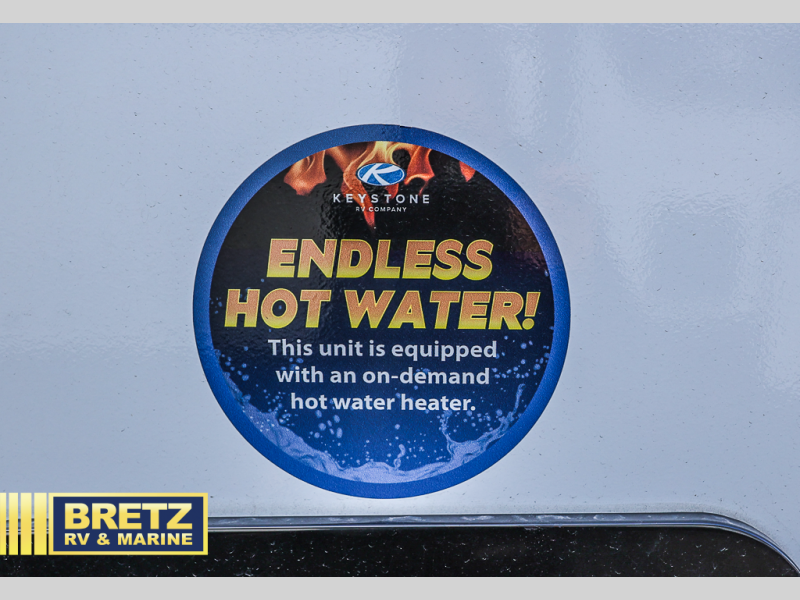 KEYSTONE
RV COMPANY
ENDLESS
HOT WATER!
This unit is equipped
with an on-demand
hot water heater.
BRETZ
RV & MARINE